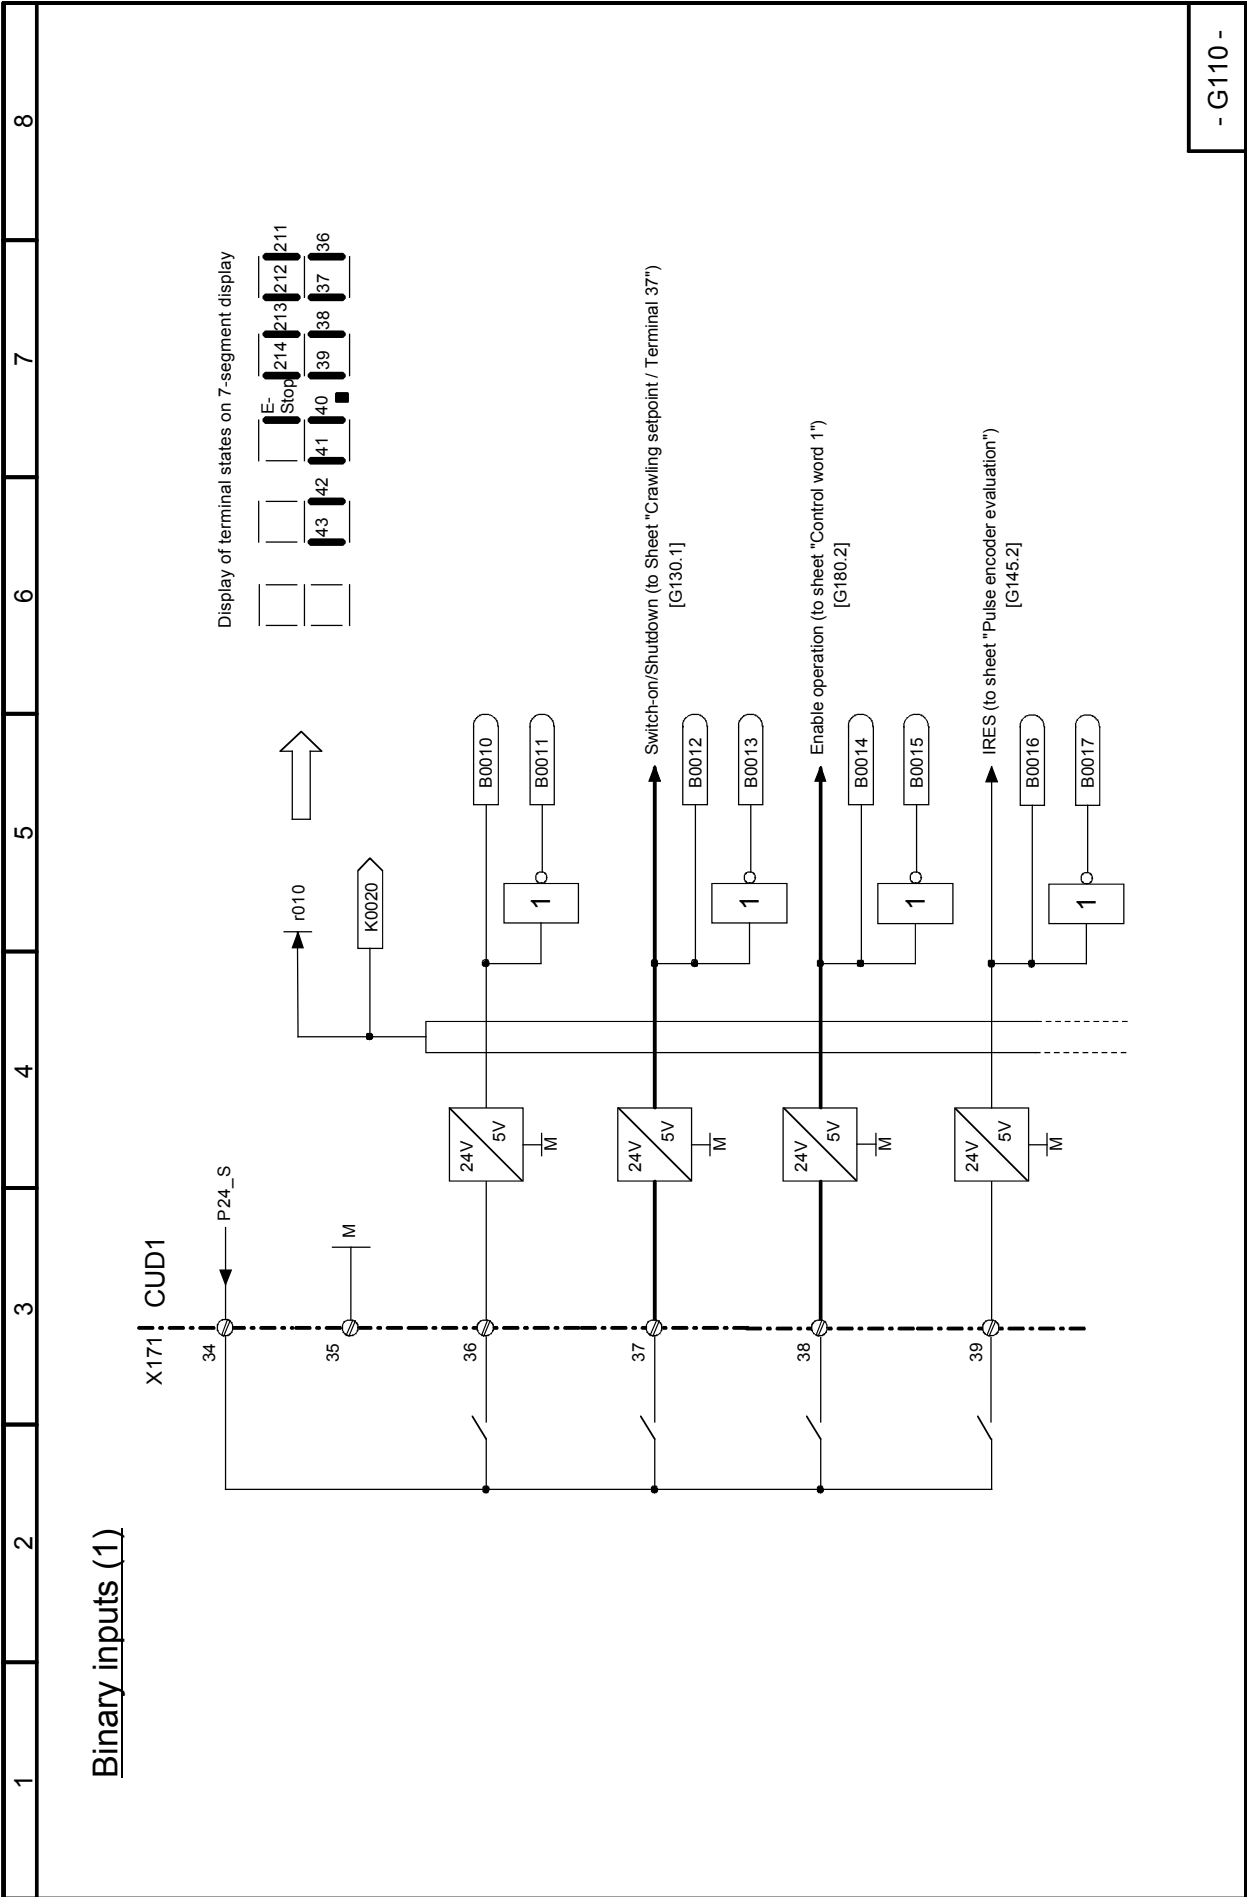 1 2 3 4 5 6 7 8
Binary inputs (1)
X171 CUD1
34 P24_S
35 M
r010
K0020
Display of terminal states on 7-segment display
E-Stop 214 213 212 211
43 42 41 40 39 38 37 36
36 24V 5V M B0010
1 B0011
37 24V 5V M Switch-on/Shutdown (to Sheet "Crawling setpoint / Terminal 37")
[G130.1]
B0012
1 B0013
38 24V 5V M Enable operation (to sheet "Control word 1")
[G180.2]
B0014
1 B0015
39 24V 5V M IRES (to sheet "Pulse encoder evaluation")
[G145.2]
B0016
1 B0017
- G110 -